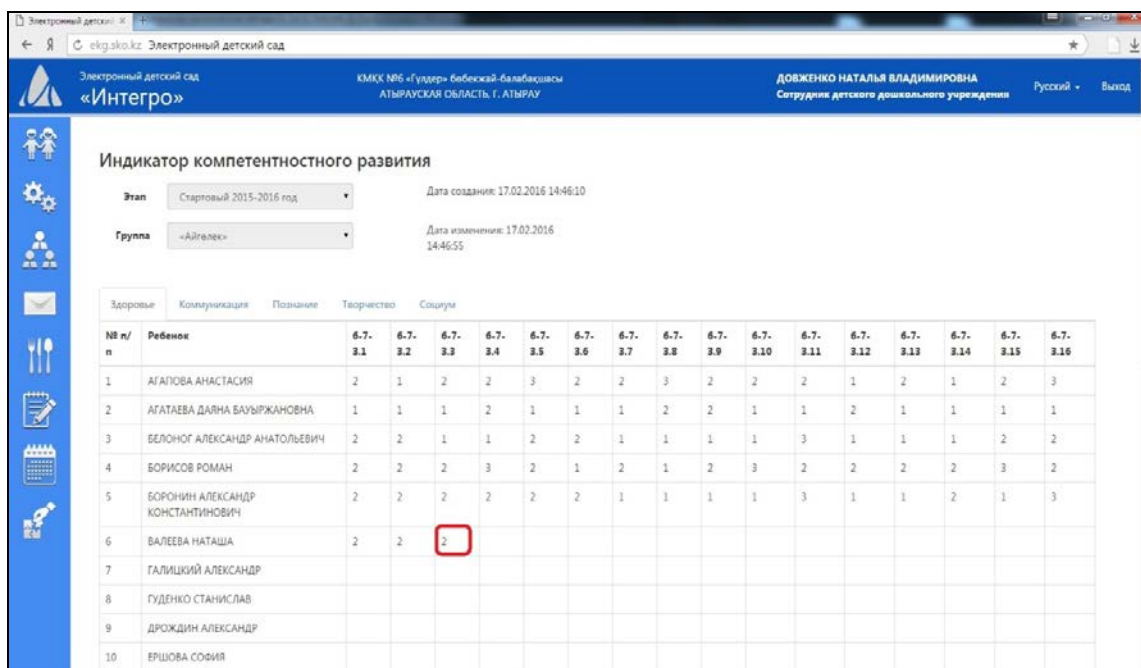 Электронный детски
ekg.sko.kz Электронный детский сад
Электронный детский сад
«Интегро»
КМҚК №6 «Гүлдер» бөбекжай-балабақшасы
АТЫРАУСКАЯ ОБЛАСТЬ, Г. АТЫРАУ
ДОВЖЕНКО НАТАЛЬЯ ВЛАДИМИРОВНА
Сотрудник детского дошкольного учреждения
Русский
Выход
Индикатор компетентностного развития
Этап Стартовый 2015-2016 год Дата создания: 17.02.2016 14:46:10
Группа «Айгөлек» Дата изменения: 17.02.2016
14:46:55
Здоровье Коммуникация Познание Творчество Социум
№ п/п Ребенок 6-7-3.1 6-7-3.2 6-7-3.3 6-7-3.4 6-7-3.5 6-7-3.6 6-7-3.7 6-7-3.8 6-7-3.9 6-7-3.10 6-7-3.11 6-7-3.12 6-7-3.13 6-7-3.14 6-7-3.15 6-7-3.16
1 АГАПОВА АНАСТАСИЯ 2 1 2 2 3 2 2 3 2 2 2 1 2 1 2 3
2 АГАТАЕВА ДАЯНА БАУЫРЖАНОВНА 1 1 1 2 1 1 1 2 2 1 1 2 1 1 1 1
3 БЕЛОНОГ АЛЕКСАНДР АНАТОЛЬЕВИЧ 2 2 1 1 2 2 1 1 1 1 3 1 1 1 2 2
4 БОРИСОВ РОМАН 2 2 2 3 2 1 2 1 2 3 2 2 2 2 3 2
5 БОРОНИН АЛЕКСАНДР КОНСТАНТИНОВИЧ 2 2 2 2 2 2 1 1 1 1 3 1 1 2 1 3
6 ВАЛЕЕВА НАТАША 2 2 2
7 ГАЛИЦКИЙ АЛЕКСАНДР
8 ГУДЕНКО СТАНИСЛАВ
9 ДРОЖДИН АЛЕКСАНДР
10 ЕРШОВА СОФИЯ